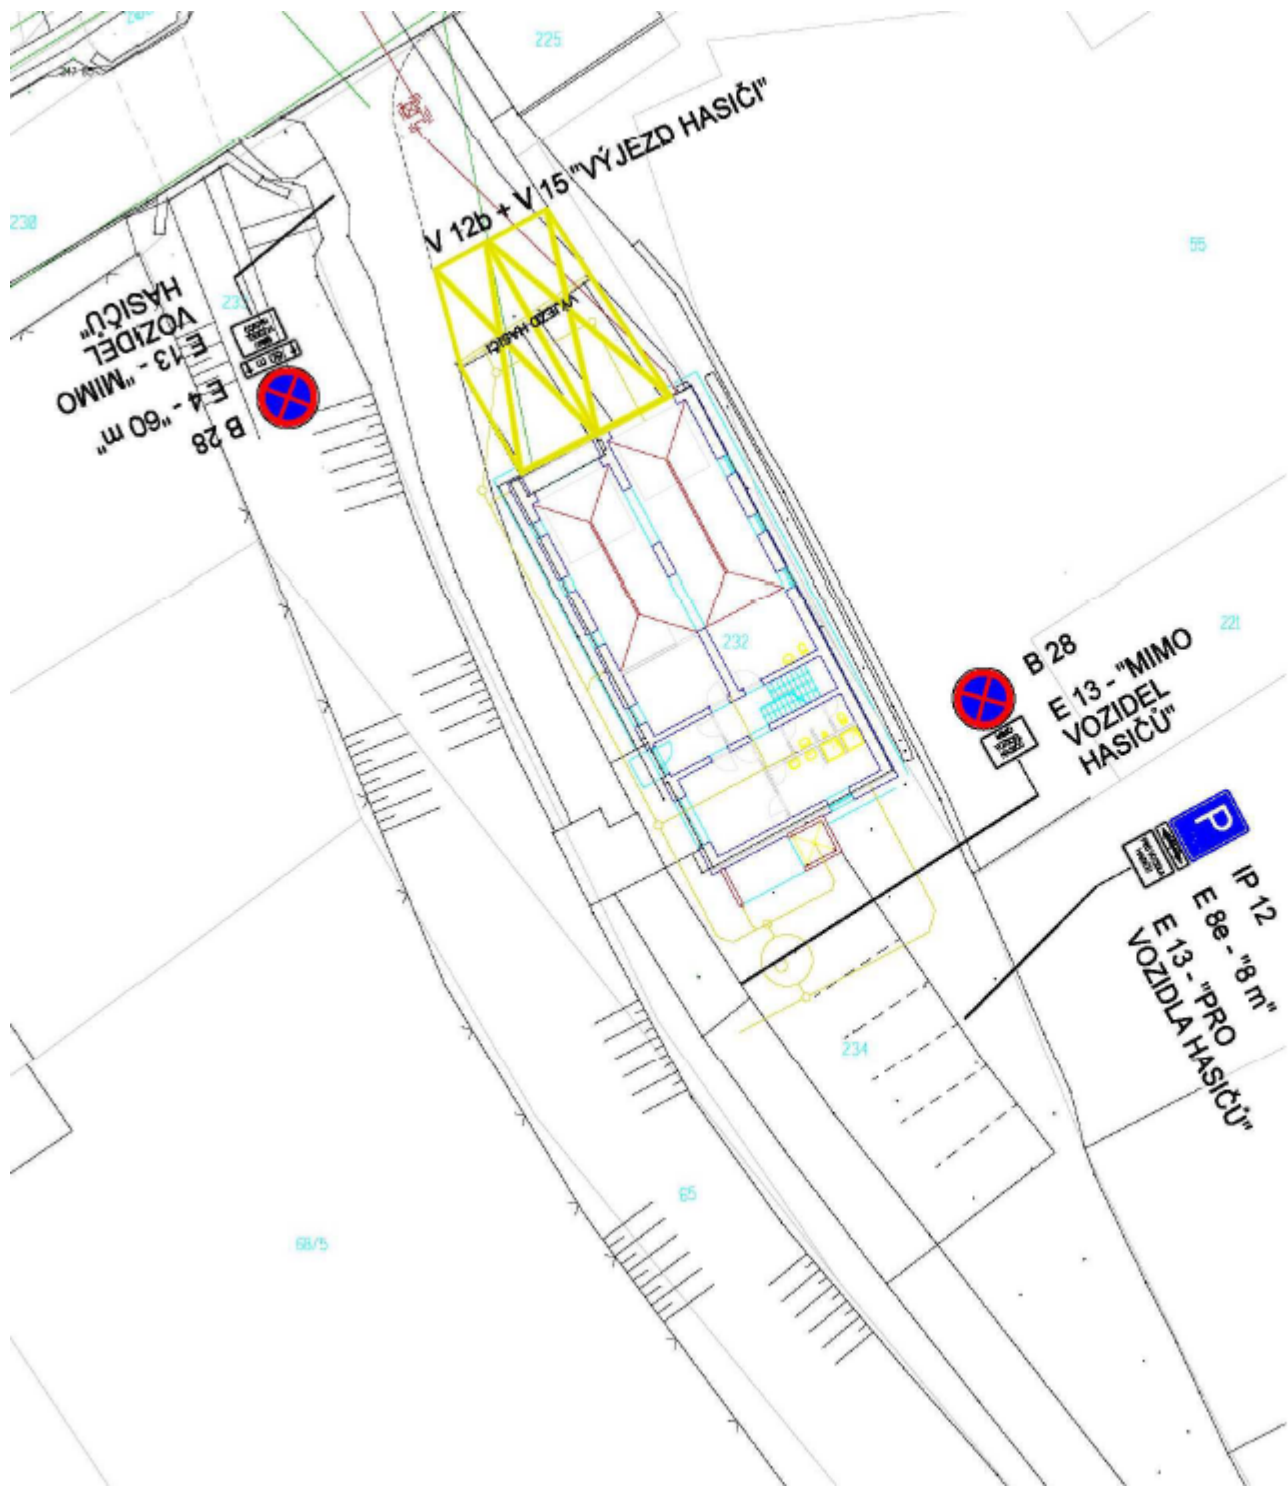 225
V 12b + V 15 "VÝJEZD HASIČI"
230
55
VÝJEZD HASIČI
B 28
E 4 - "60 m"
E 13 - "MIMO
VOZIDEL
HASIČŮ"
60 m
232
221
B 28
E 13 - "MIMO
VOZIDEL
HASIČŮ"
P
IP 12
E 8e - "8 m"
E 13 - "PRO
VOZIDLA HASIČŮ"
234
65
68/5